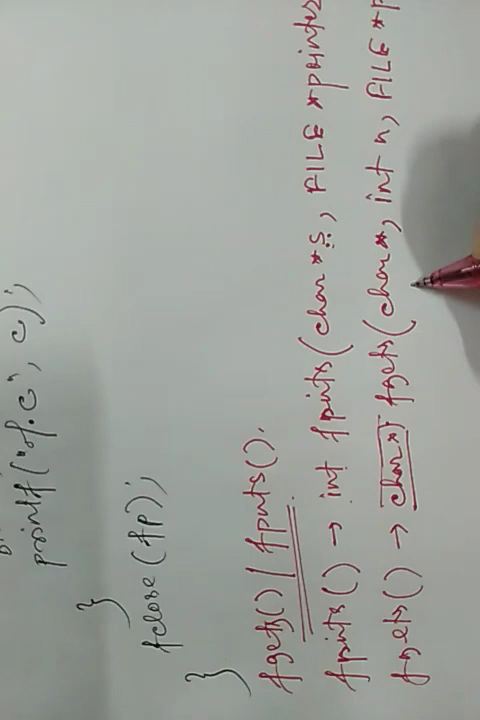 printf("%c", c);
}
fclose(fp);
}
fgets() / fputs().
fputs() → int fputs(char *s, FILE *pointer
fgets() → char* fgets(char*, int n, FILE *